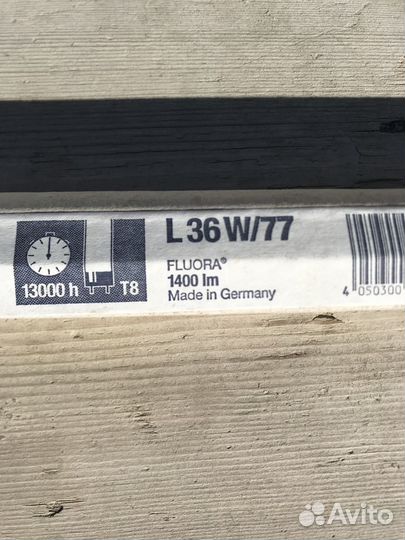 L 36 W/77
FLUORA®
1400 lm
Made in Germany
13000 h
T8
4 050300
Avito